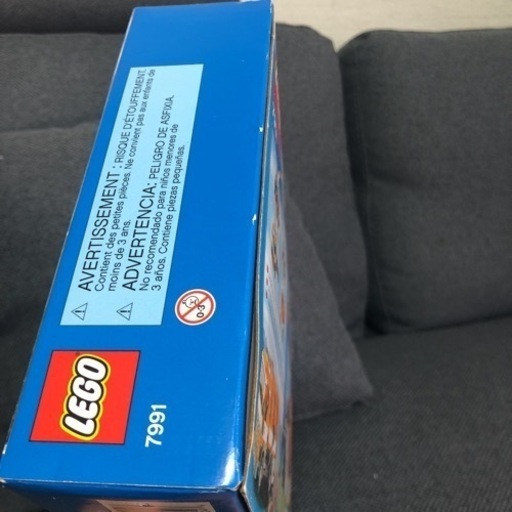 AVERTISSEMENT : RISQUE D'ÉTOUFFEMENT.
Contient des petites pièces. Ne convient pas aux enfants de
moins de 3 ans.
ADVERTENCIA: PELIGRO DE ASFIXIA.
No recomendado para niños menores de
3 años. Contiene piezas pequeñas.
0-3
LEGO
7991